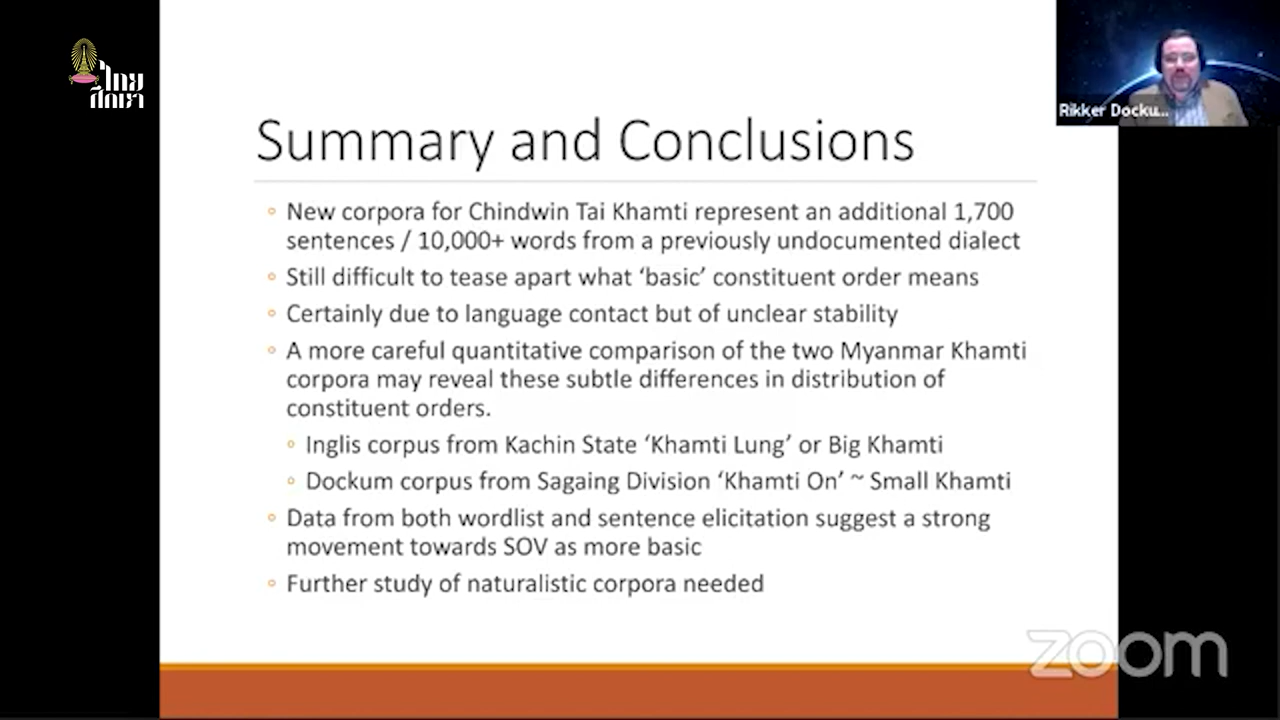 ไทย
ศึกษา
Rikker Docku...
Summary and Conclusions
◦ New corpora for Chindwin Tai Khamti represent an additional 1,700
sentences / 10,000+ words from a previously undocumented dialect
◦ Still difficult to tease apart what ‘basic’ constituent order means
◦ Certainly due to language contact but of unclear stability
◦ A more careful quantitative comparison of the two Myanmar Khamti
corpora may reveal these subtle differences in distribution of
constituent orders.
◦ Inglis corpus from Kachin State ‘Khamti Lung’ or Big Khamti
◦ Dockum corpus from Sagaing Division ‘Khamti On’ ~ Small Khamti
◦ Data from both wordlist and sentence elicitation suggest a strong
movement towards SOV as more basic
◦ Further study of naturalistic corpora needed
zoom